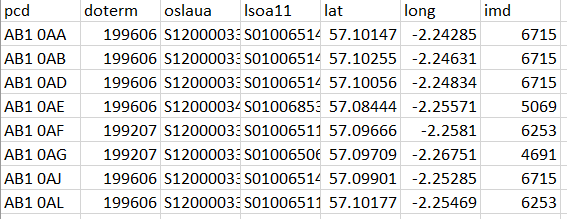 pcd doterm oslaua lsoa11 lat long imd
AB1 0AA 199606 S12000033 S01006514 57.10147 -2.24285 6715
AB1 0AB 199606 S12000033 S01006514 57.10255 -2.24631 6715
AB1 0AD 199606 S12000033 S01006514 57.10056 -2.24834 6715
AB1 0AE 199606 S12000034 S01006853 57.08444 -2.25571 5069
AB1 0AF 199207 S12000033 S01006511 57.09666 -2.2581 6253
AB1 0AG 199207 S12000033 S01006506 57.09709 -2.26751 4691
AB1 0AJ 199606 S12000033 S01006514 57.09901 -2.25285 6715
AB1 0AL 199606 S12000033 S01006511 57.10177 -2.25469 6253